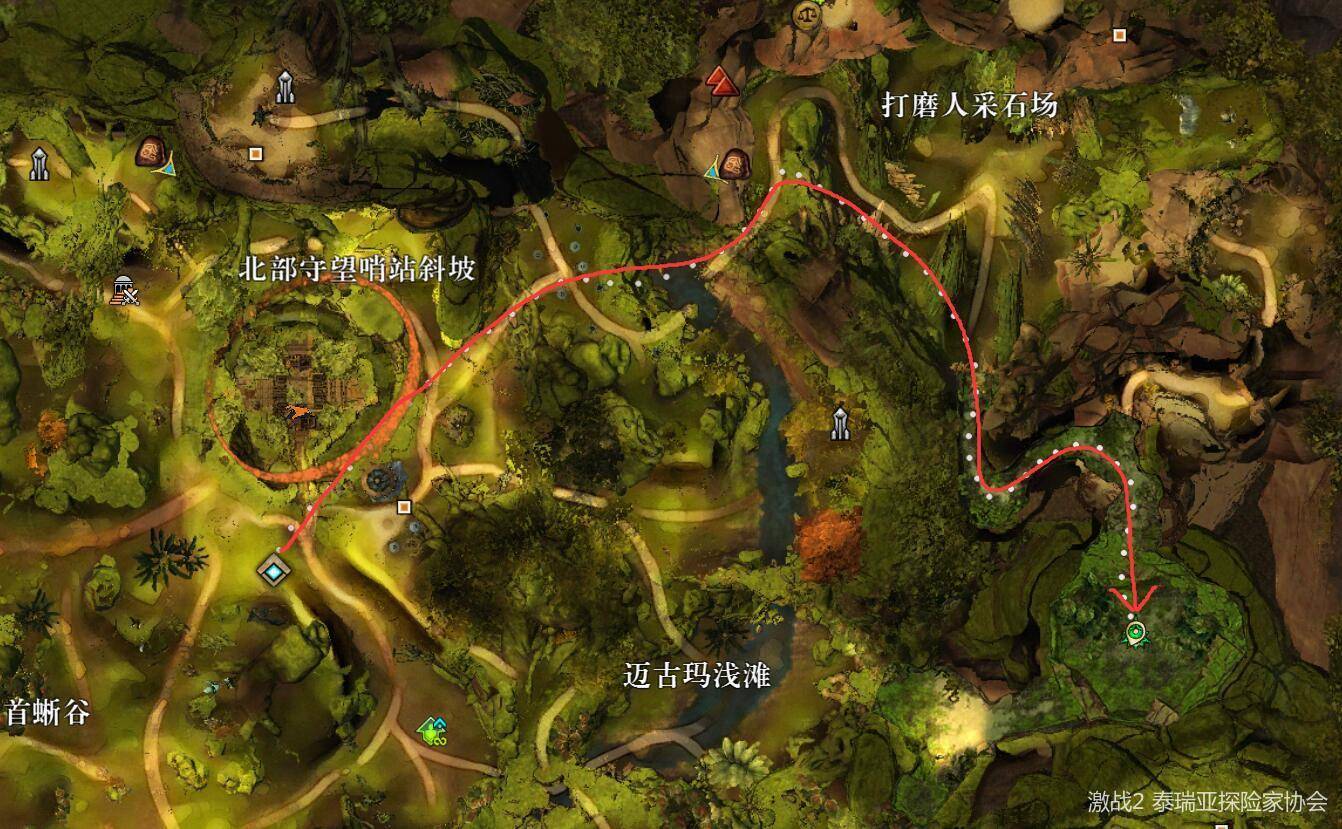 打磨人采石场
北部守望哨站斜坡
迈古玛浅滩
首蜥谷
激战2 泰瑞亚探险家协会